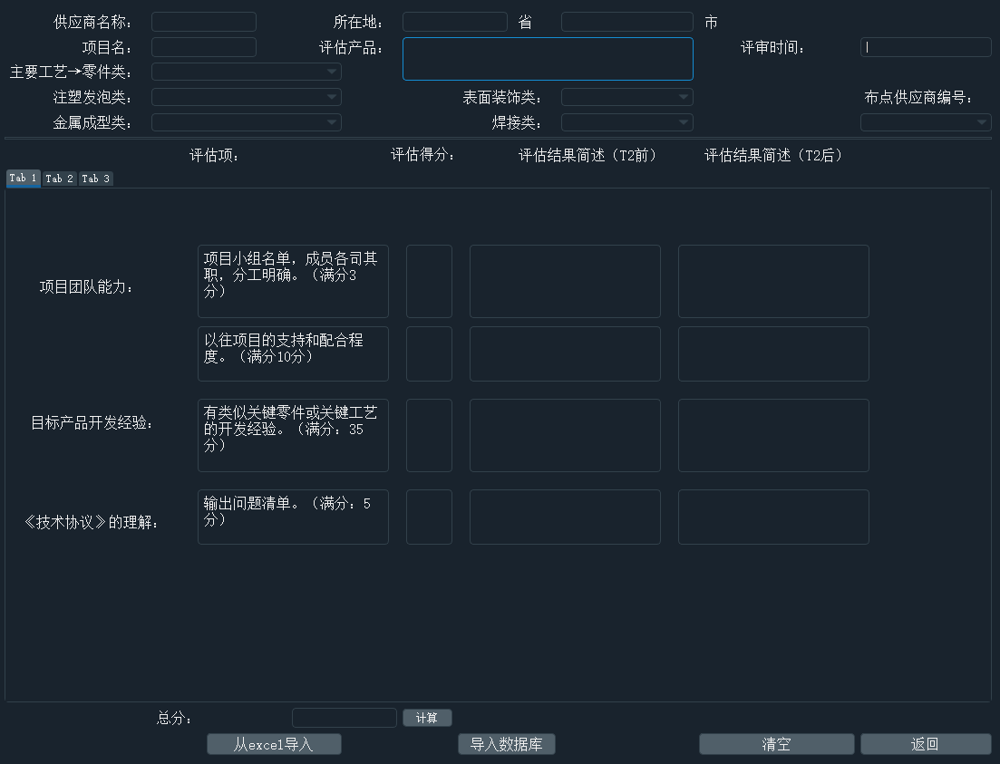 供应商名称：
所在地：
省
市
项目名：
评估产品：
评审时间：
主要工艺→零件类：
注塑发泡类：
表面装饰类：
布点供应商编号：
金属成型类：
焊接类：
评估项：
评估得分：
评估结果简述（T2前）
评估结果简述（T2后）
Tab 1
Tab 2
Tab 3
项目团队能力：
项目小组名单，成员各司其
职，分工明确。（满分3
分）
以往项目的支持和配合程
度。（满分10分）
目标产品开发经验：
有类似关键零件或关键工艺
的开发经验。（满分：35
分）
《技术协议》的理解：
输出问题清单。（满分：5
分）
总分：
计算
从excel导入
导入数据库
清空
返回